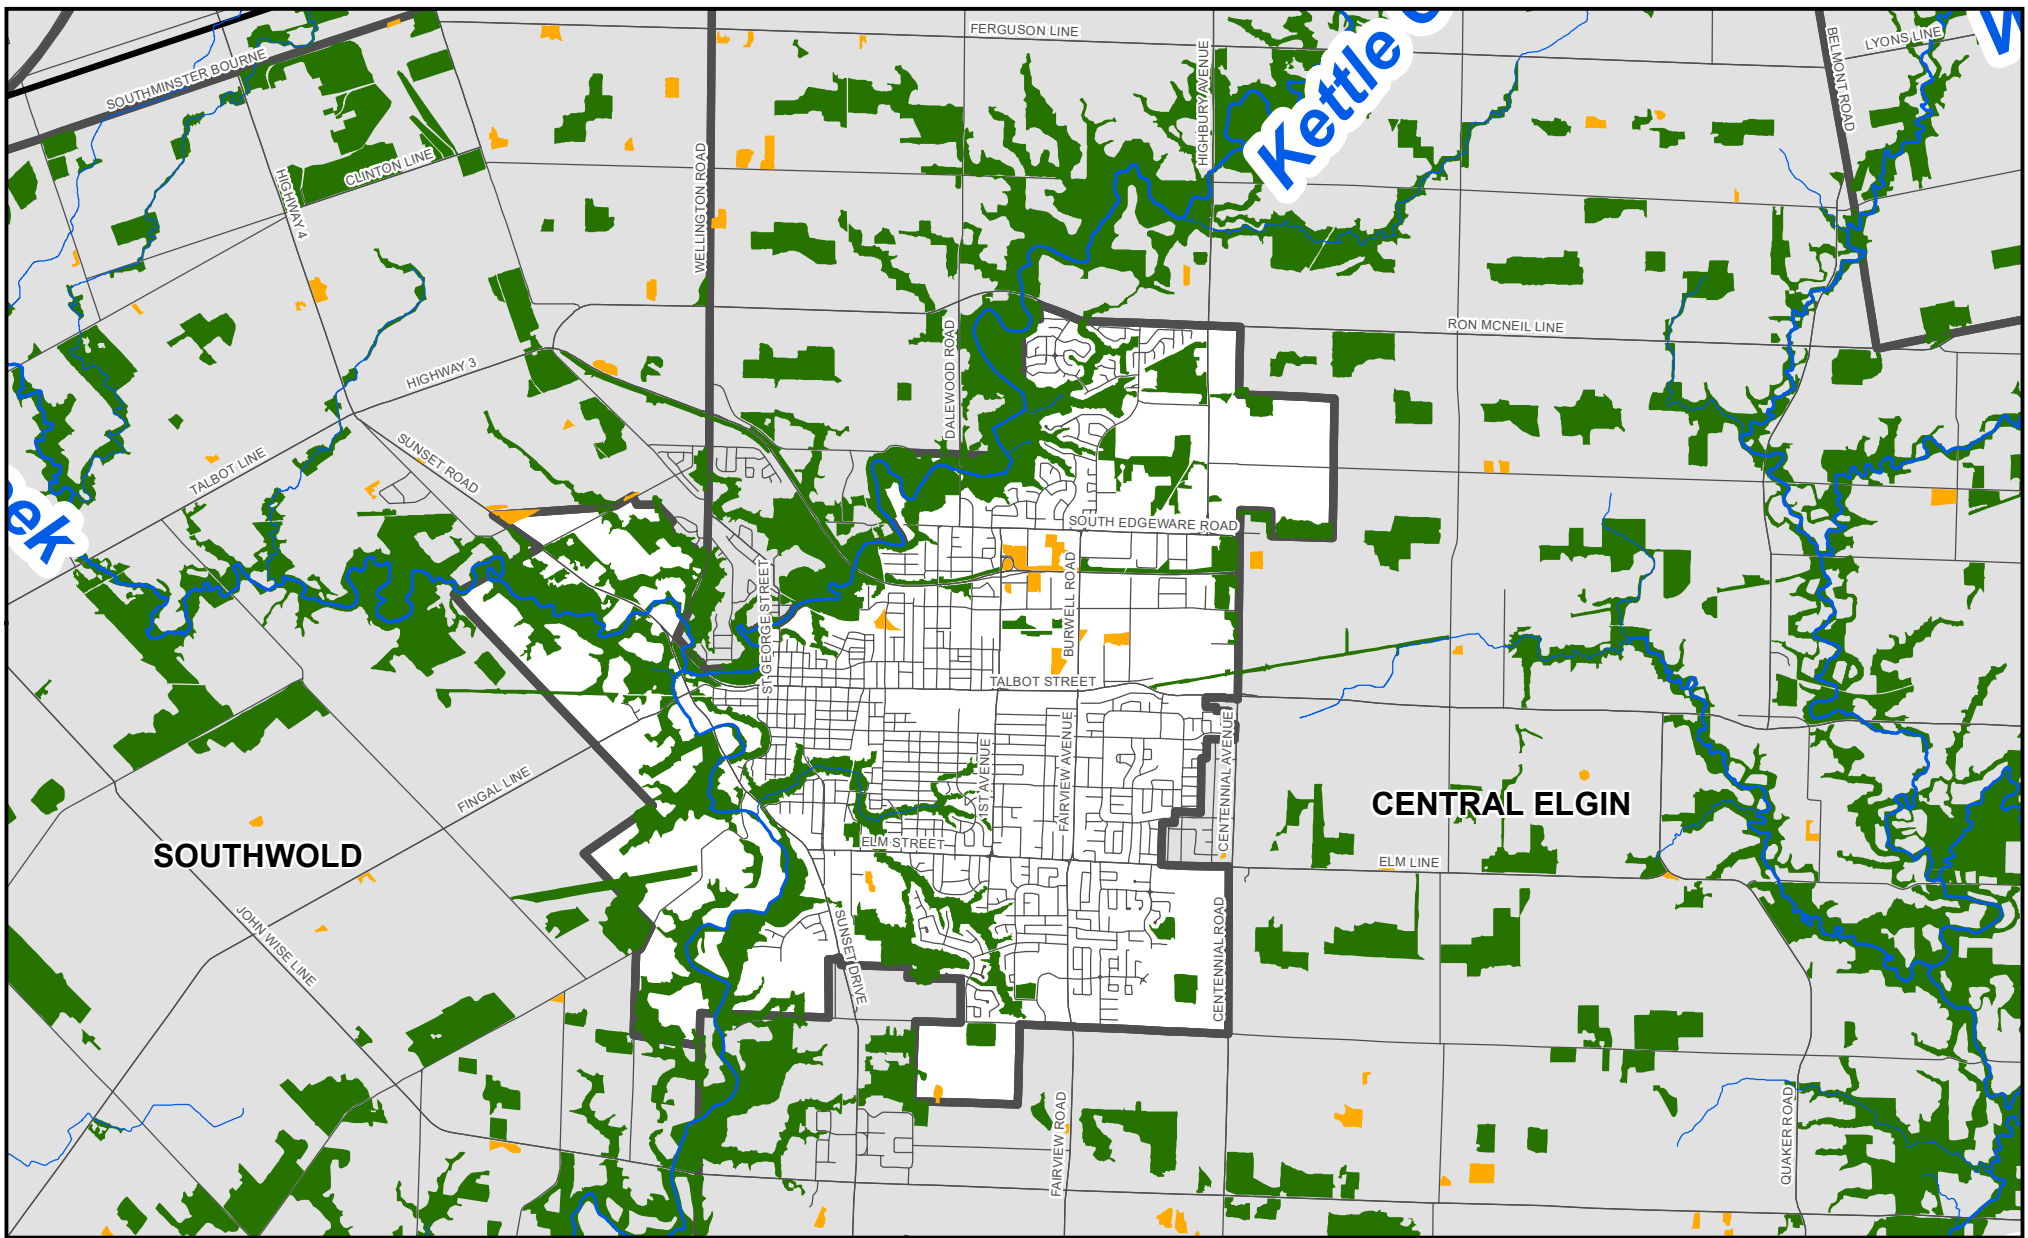 FERGUSON LINE
Kettle C
W
LYONS LINE
BELMONT ROAD
SOUTHMINSTER BOURNE
HIGHBURY AVENUE
CLINTON LINE
HIGHWAY 4
WELLINGTON ROAD
RON MCNEIL LINE
DALEWOOD ROAD
HIGHWAY 3
SUNSET ROAD
TALBOT LINE
eek
SOUTH EDGEWARE ROAD
BURWELL ROAD
ST GEORGE STREET
TALBOT STREET
1ST AVENUE
FAIRVIEW AVENUE
CENTENNIAL AVENUE
FINGAL LINE
CENTRAL ELGIN
SOUTHWOLD
ELM STREET
ELM LINE
JOHN WISE LINE
SUNSET DRIVE
CENTENNIAL ROAD
FAIRVIEW ROAD
QUAKER ROAD